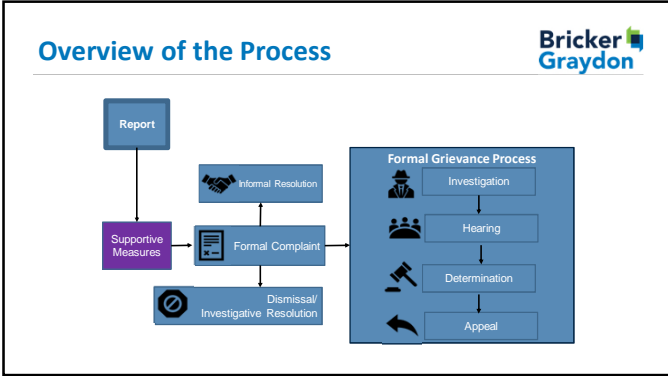 Overview of the Process
Bricker
Graydon
Report
Supportive
Measures
Informal Resolution
Formal Complaint
Dismissal/
Investigative Resolution
Formal Grievance Process
Investigation
Hearing
Determination
Appeal